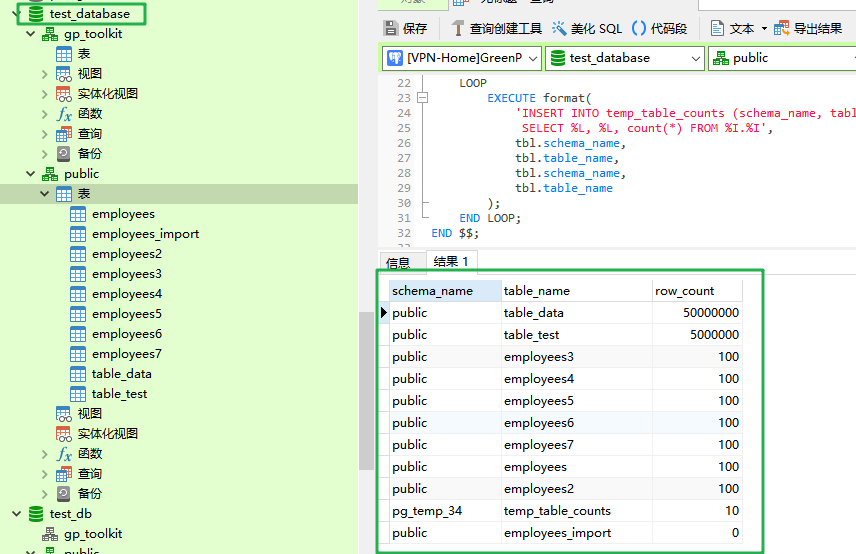 test_database
gp_toolkit
表
视图
实体化视图
函数
查询
备份
public
表
employees
employees_import
employees2
employees3
employees4
employees5
employees6
employees7
table_data
table_test
视图
实体化视图
函数
查询
备份
test_db
gp_toolkit
保存 查询创建工具 美化 SQL () 代码段 文本 导出结果
[VPN-Home]GreenP test_database public
22 LOOP
23 EXECUTE format(
24 'INSERT INTO temp_table_counts (schema_name, tabl
25 SELECT %L, %L, count(*) FROM %I.%I',
26 tbl.schema_name,
27 tbl.table_name,
28 tbl.schema_name,
29 tbl.table_name
30 );
31 END LOOP;
32 END $$;
信息 结果 1
schema_name table_name row_count
public table_data 50000000
public table_test 5000000
public employees3 100
public employees4 100
public employees5 100
public employees6 100
public employees7 100
public employees 100
public employees2 100
pg_temp_34 temp_table_counts 10
public employees_import 0